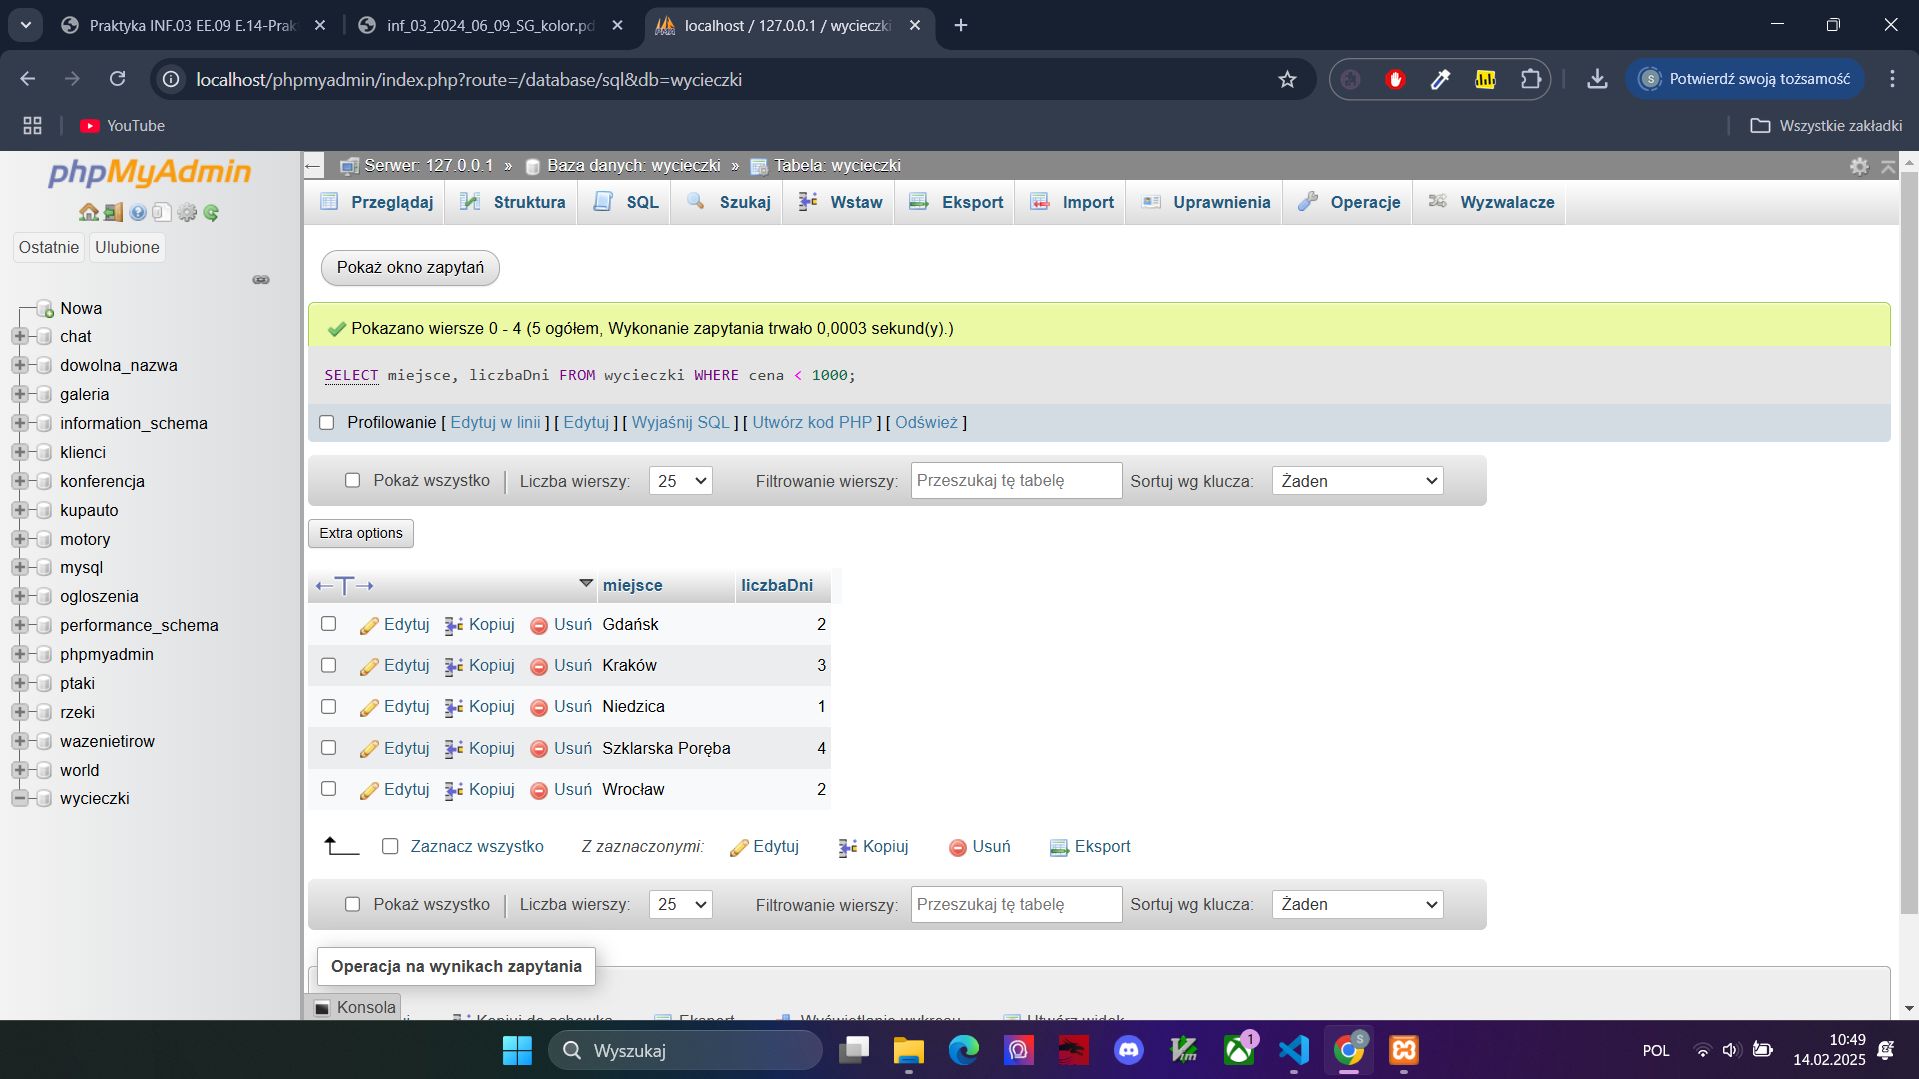 Praktyka INF.03 EE.09 E.14-Prak
inf_03_2024_06_09_SG_kolor.pd
localhost / 127.0.0.1 / wycieczki
localhost/phpmyadmin/index.php?route=/database/sql&db=wycieczki
S
Potwierdź swoją tożsamość
YouTube
Wszystkie zakładki
phpMyAdmin
Ostatnie
Ulubione
Nowa
chat
dowolna_nazwa
galeria
information_schema
klienci
konferencja
kupauto
motory
mysql
ogloszenia
performance_schema
phpmyadmin
ptaki
rzeki
wazenietirow
world
wycieczki
Serwer: 127.0.0.1 » Baza danych: wycieczki » Tabela: wycieczki
Przeglądaj Struktura SQL Szukaj Wstaw Eksport Import Uprawnienia Operacje Wyzwalacze
Pokaż okno zapytań
Pokazano wiersze 0 - 4 (5 ogółem, Wykonanie zapytania trwało 0,0003 sekund(y).)
SELECT miejsce, liczbaDni FROM wycieczki WHERE cena < 1000;
Profilowanie [ Edytuj w linii ] [ Edytuj ] [ Wyjaśnij SQL ] [ Utwórz kod PHP ] [ Odśwież ]
Pokaż wszystko Liczba wierszy: 25 Filtrowanie wierszy: Przeszukaj tę tabelę Sortuj wg klucza: Żaden
Extra options
←T→ miejsce liczbaDni
Edytuj Kopiuj Usuń Gdańsk 2
Edytuj Kopiuj Usuń Kraków 3
Edytuj Kopiuj Usuń Niedzica 1
Edytuj Kopiuj Usuń Szklarska Poręba 4
Edytuj Kopiuj Usuń Wrocław 2
Zaznacz wszystko Z zaznaczonymi: Edytuj Kopiuj Usuń Eksport
Pokaż wszystko Liczba wierszy: 25 Filtrowanie wierszy: Przeszukaj tę tabelę Sortuj wg klucza: Żaden
Operacja na wynikach zapytania
Kopiuj do schowka Eksport Wyświetlanie wykresu Utwórz widok
Konsola
Wyszukaj
1
S
POL
10:49
14.02.2025